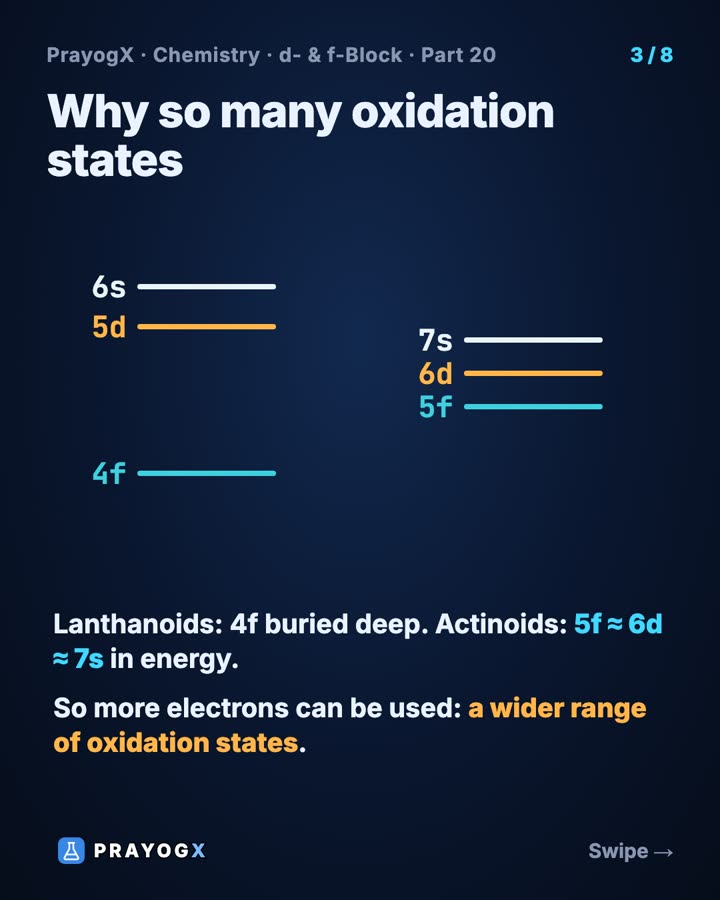 PrayogX · Chemistry · d- & f-Block · Part 20
3 / 8
Why so many oxidation
states
6s
5d
4f
7s
6d
5f
Lanthanoids: 4f buried deep. Actinoids: 5f ≈ 6d
≈ 7s in energy.
So more electrons can be used: a wider range
of oxidation states.
PRAYOGX
Swipe →